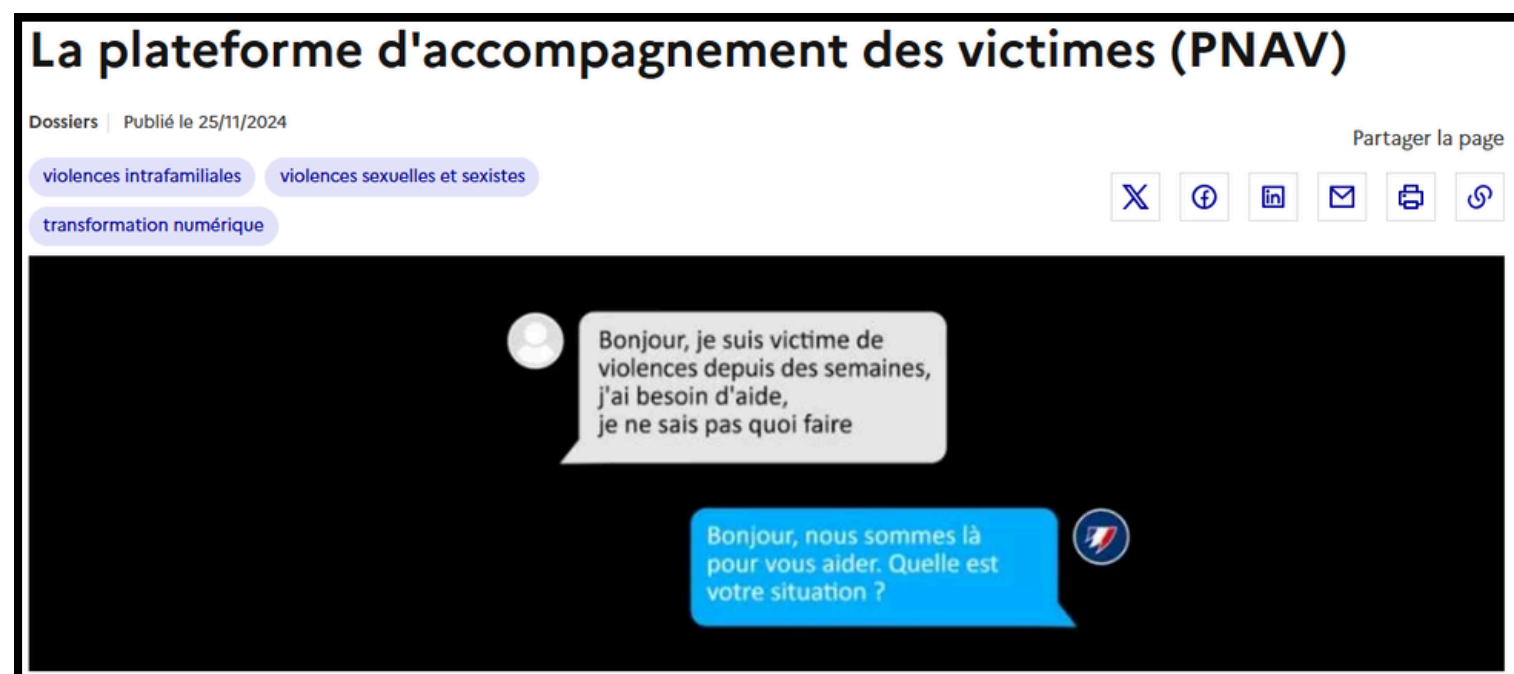 La plateforme d'accompagnement des victimes (PNAV)
Dossiers Publié le 25/11/2024
Partager la page
violences intrafamiliales violences sexuelles et sexistes
transformation numérique
Bonjour, je suis victime de
violences depuis des semaines,
j'ai besoin d'aide,
je ne sais pas quoi faire
Bonjour, nous sommes là
pour vous aider. Quelle est
votre situation ?